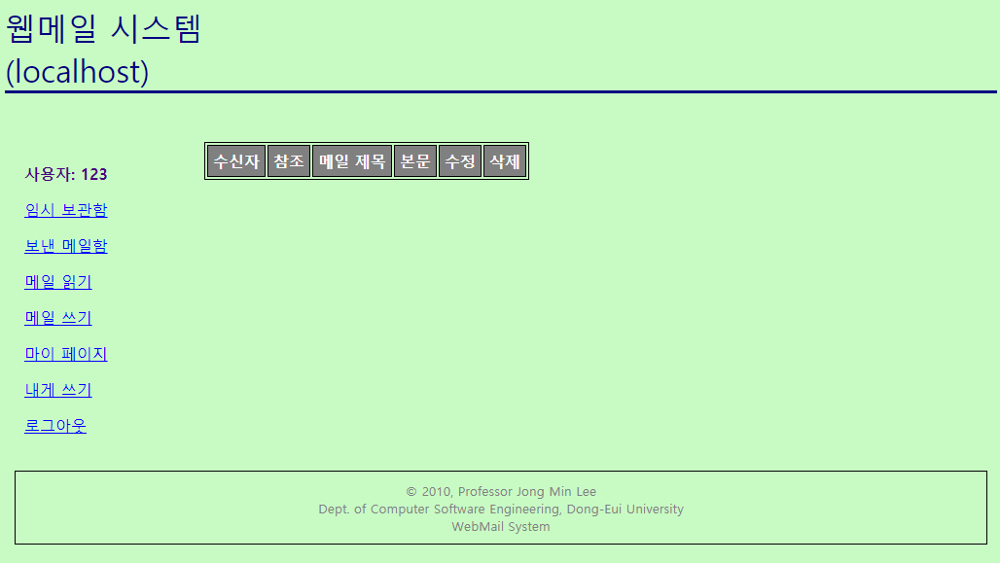 웹메일 시스템
(localhost)
사용자: 123
임시 보관함
보낸 메일함
메일 읽기
메일 쓰기
마이 페이지
내게 쓰기
로그아웃
수신자 참조 메일 제목 본문 수정 삭제
© 2010, Professor Jong Min Lee
Dept. of Computer Software Engineering, Dong-Eui University
WebMail System